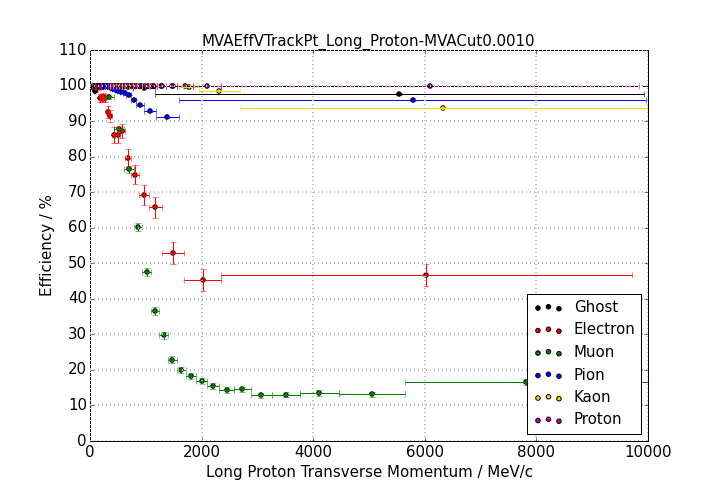 MVAEffVTrackPt_Long_Proton-MVACut0.0010
110
100
90
80
70
60
50
40
30
20
10
0
Efficiency / %
0 2000 4000 6000 8000 10000
Long Proton Transverse Momentum / MeV/c
Ghost
Electron
Muon
Pion
Kaon
Proton